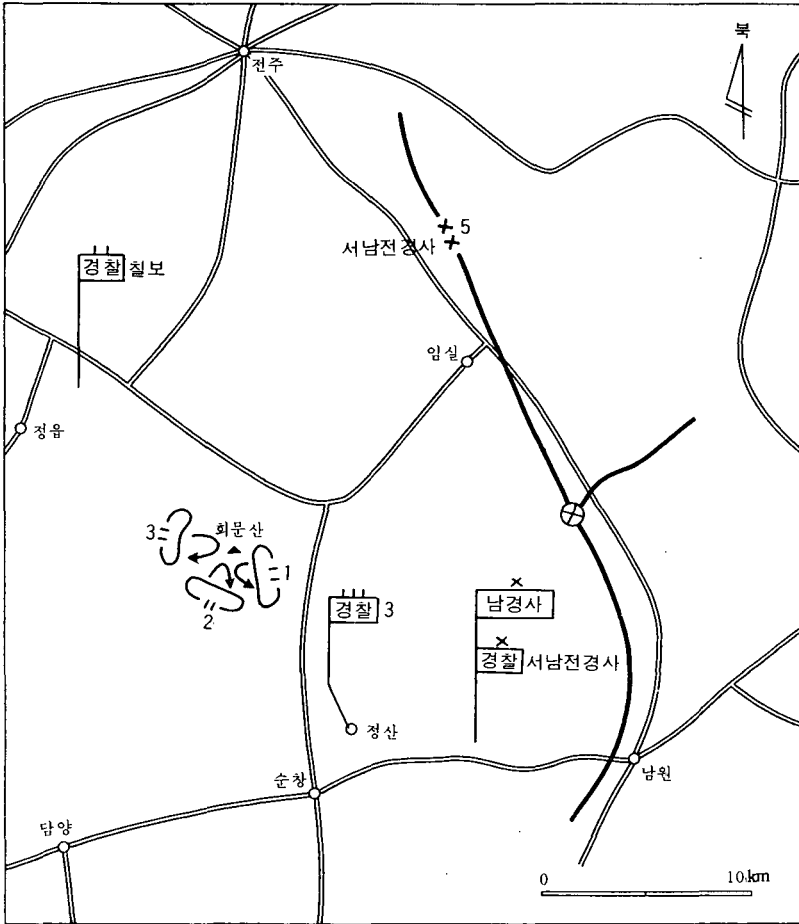 북
전주
5
서남전경사
경찰 칠보
임실
정읍
회문산
3
1
2
경찰 3
남경사
경찰 서남전경사
정산
순창
남원
담양
0 10km